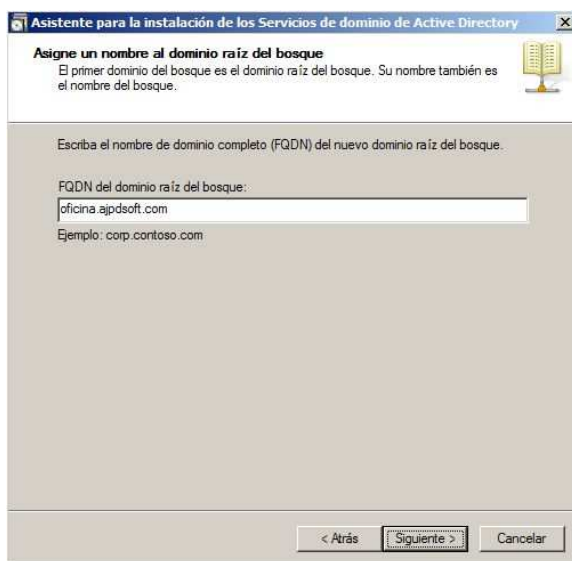 Asistente para la instalación de los Servicios de dominio de Active Directory
Asigne un nombre al dominio raíz del bosque
El primer dominio del bosque es el dominio raíz del bosque. Su nombre también es
el nombre del bosque.
Escriba el nombre de dominio completo (FQDN) del nuevo dominio raíz del bosque.
FQDN del dominio raíz del bosque:
oficina.ajpdsoft.com
Ejemplo: corp.contoso.com
< Atrás Siguiente > Cancelar